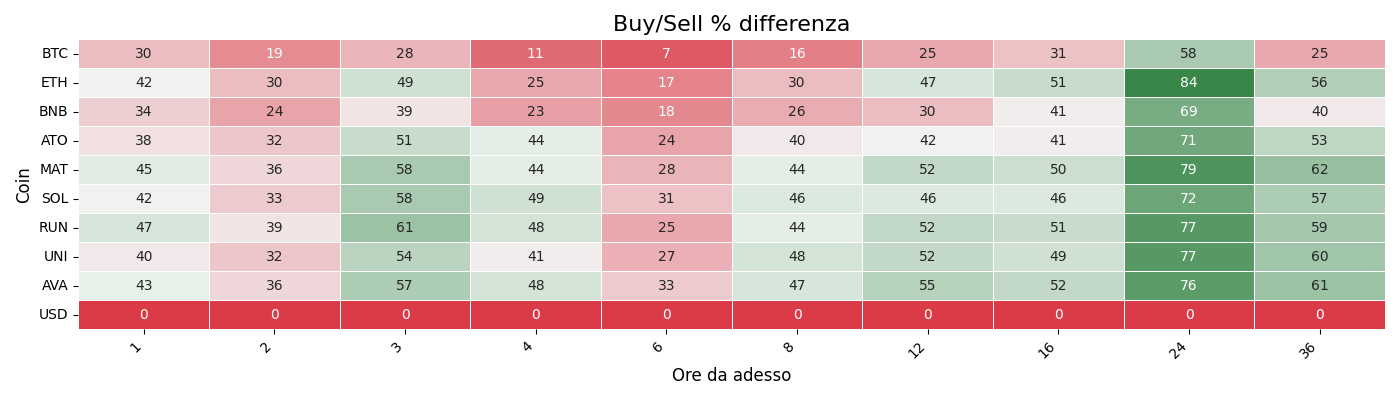 Buy/Sell % differenza
BTC 30 19 28 11 7 16 25 31 58 25
ETH 42 30 49 25 17 30 47 51 84 56
BNB 34 24 39 23 18 26 30 41 69 40
ATO 38 32 51 44 24 40 42 41 71 53
MAT 45 36 58 44 28 44 52 50 79 62
SOL 42 33 58 49 31 46 46 46 72 57
RUN 47 39 61 48 25 44 52 51 77 59
UNI 40 32 54 41 27 48 52 49 77 60
AVA 43 36 57 48 33 47 55 52 76 61
USD 0 0 0 0 0 0 0 0 0 0
1 2 3 4 6 8 12 16 24 36
Coin
Ore da adesso